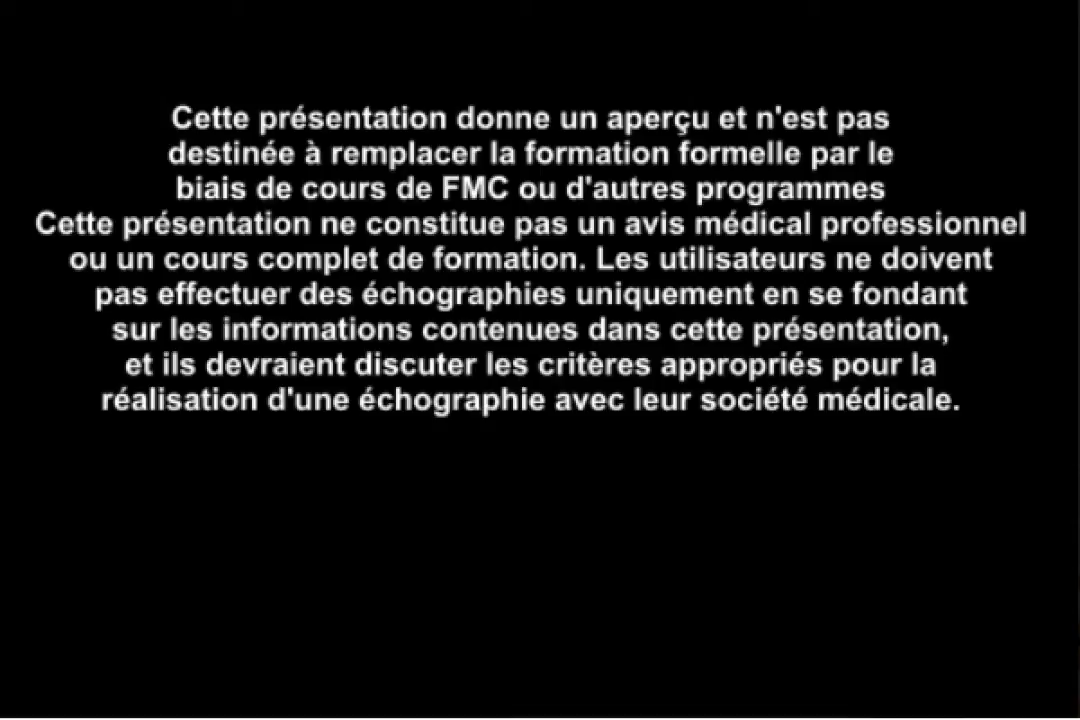 Cette présentation donne un aperçu et n'est pas
destinée à remplacer la formation formelle par le
biais de cours de FMC ou d'autres programmes
Cette présentation ne constitue pas un avis médical professionnel
ou un cours complet de formation. Les utilisateurs ne doivent
pas effectuer des échographies uniquement en se fondant
sur les informations contenues dans cette présentation,
et ils devraient discuter les critères appropriés pour la
réalisation d'une échographie avec leur société médicale.